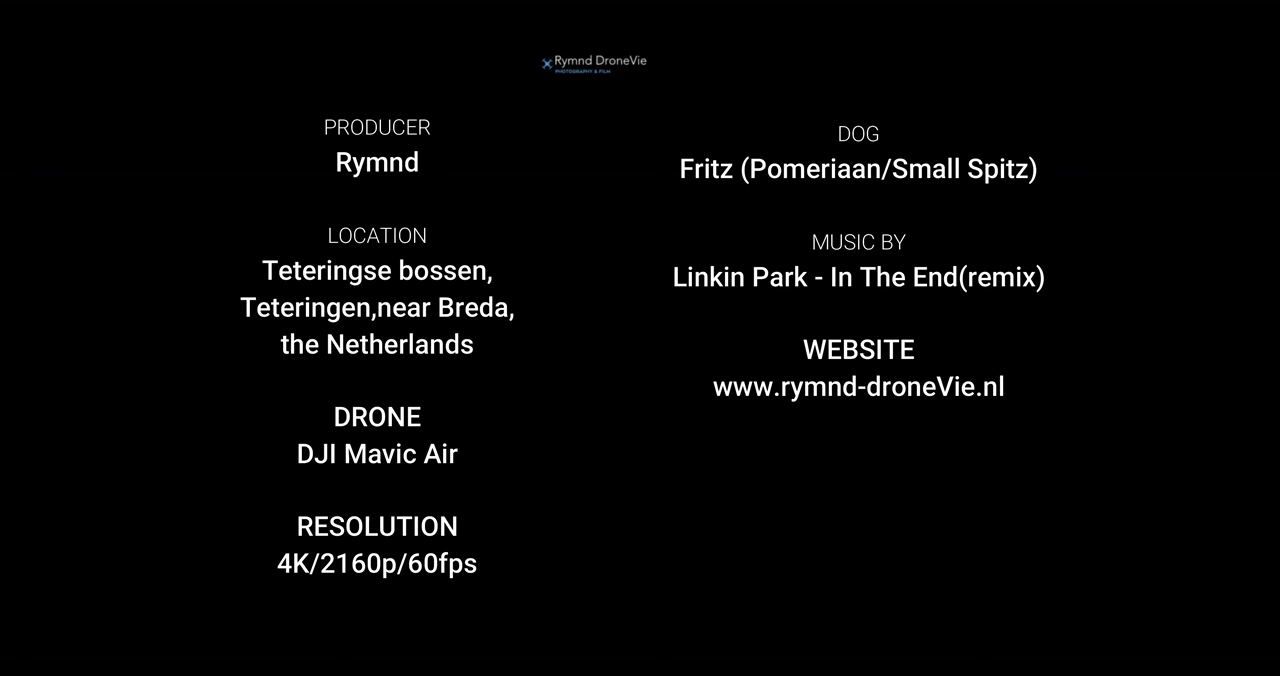 Rymnd DroneVie
PHOTOGRAPHY & FILM
PRODUCER
Rymnd
LOCATION
Teteringse bossen,
Teteringen,near Breda,
the Netherlands
DRONE
DJI Mavic Air
RESOLUTION
4K/2160p/60fps
DOG
Fritz (Pomeriaan/Small Spitz)
MUSIC BY
Linkin Park - In The End(remix)
WEBSITE
www.rymnd-droneVie.nl